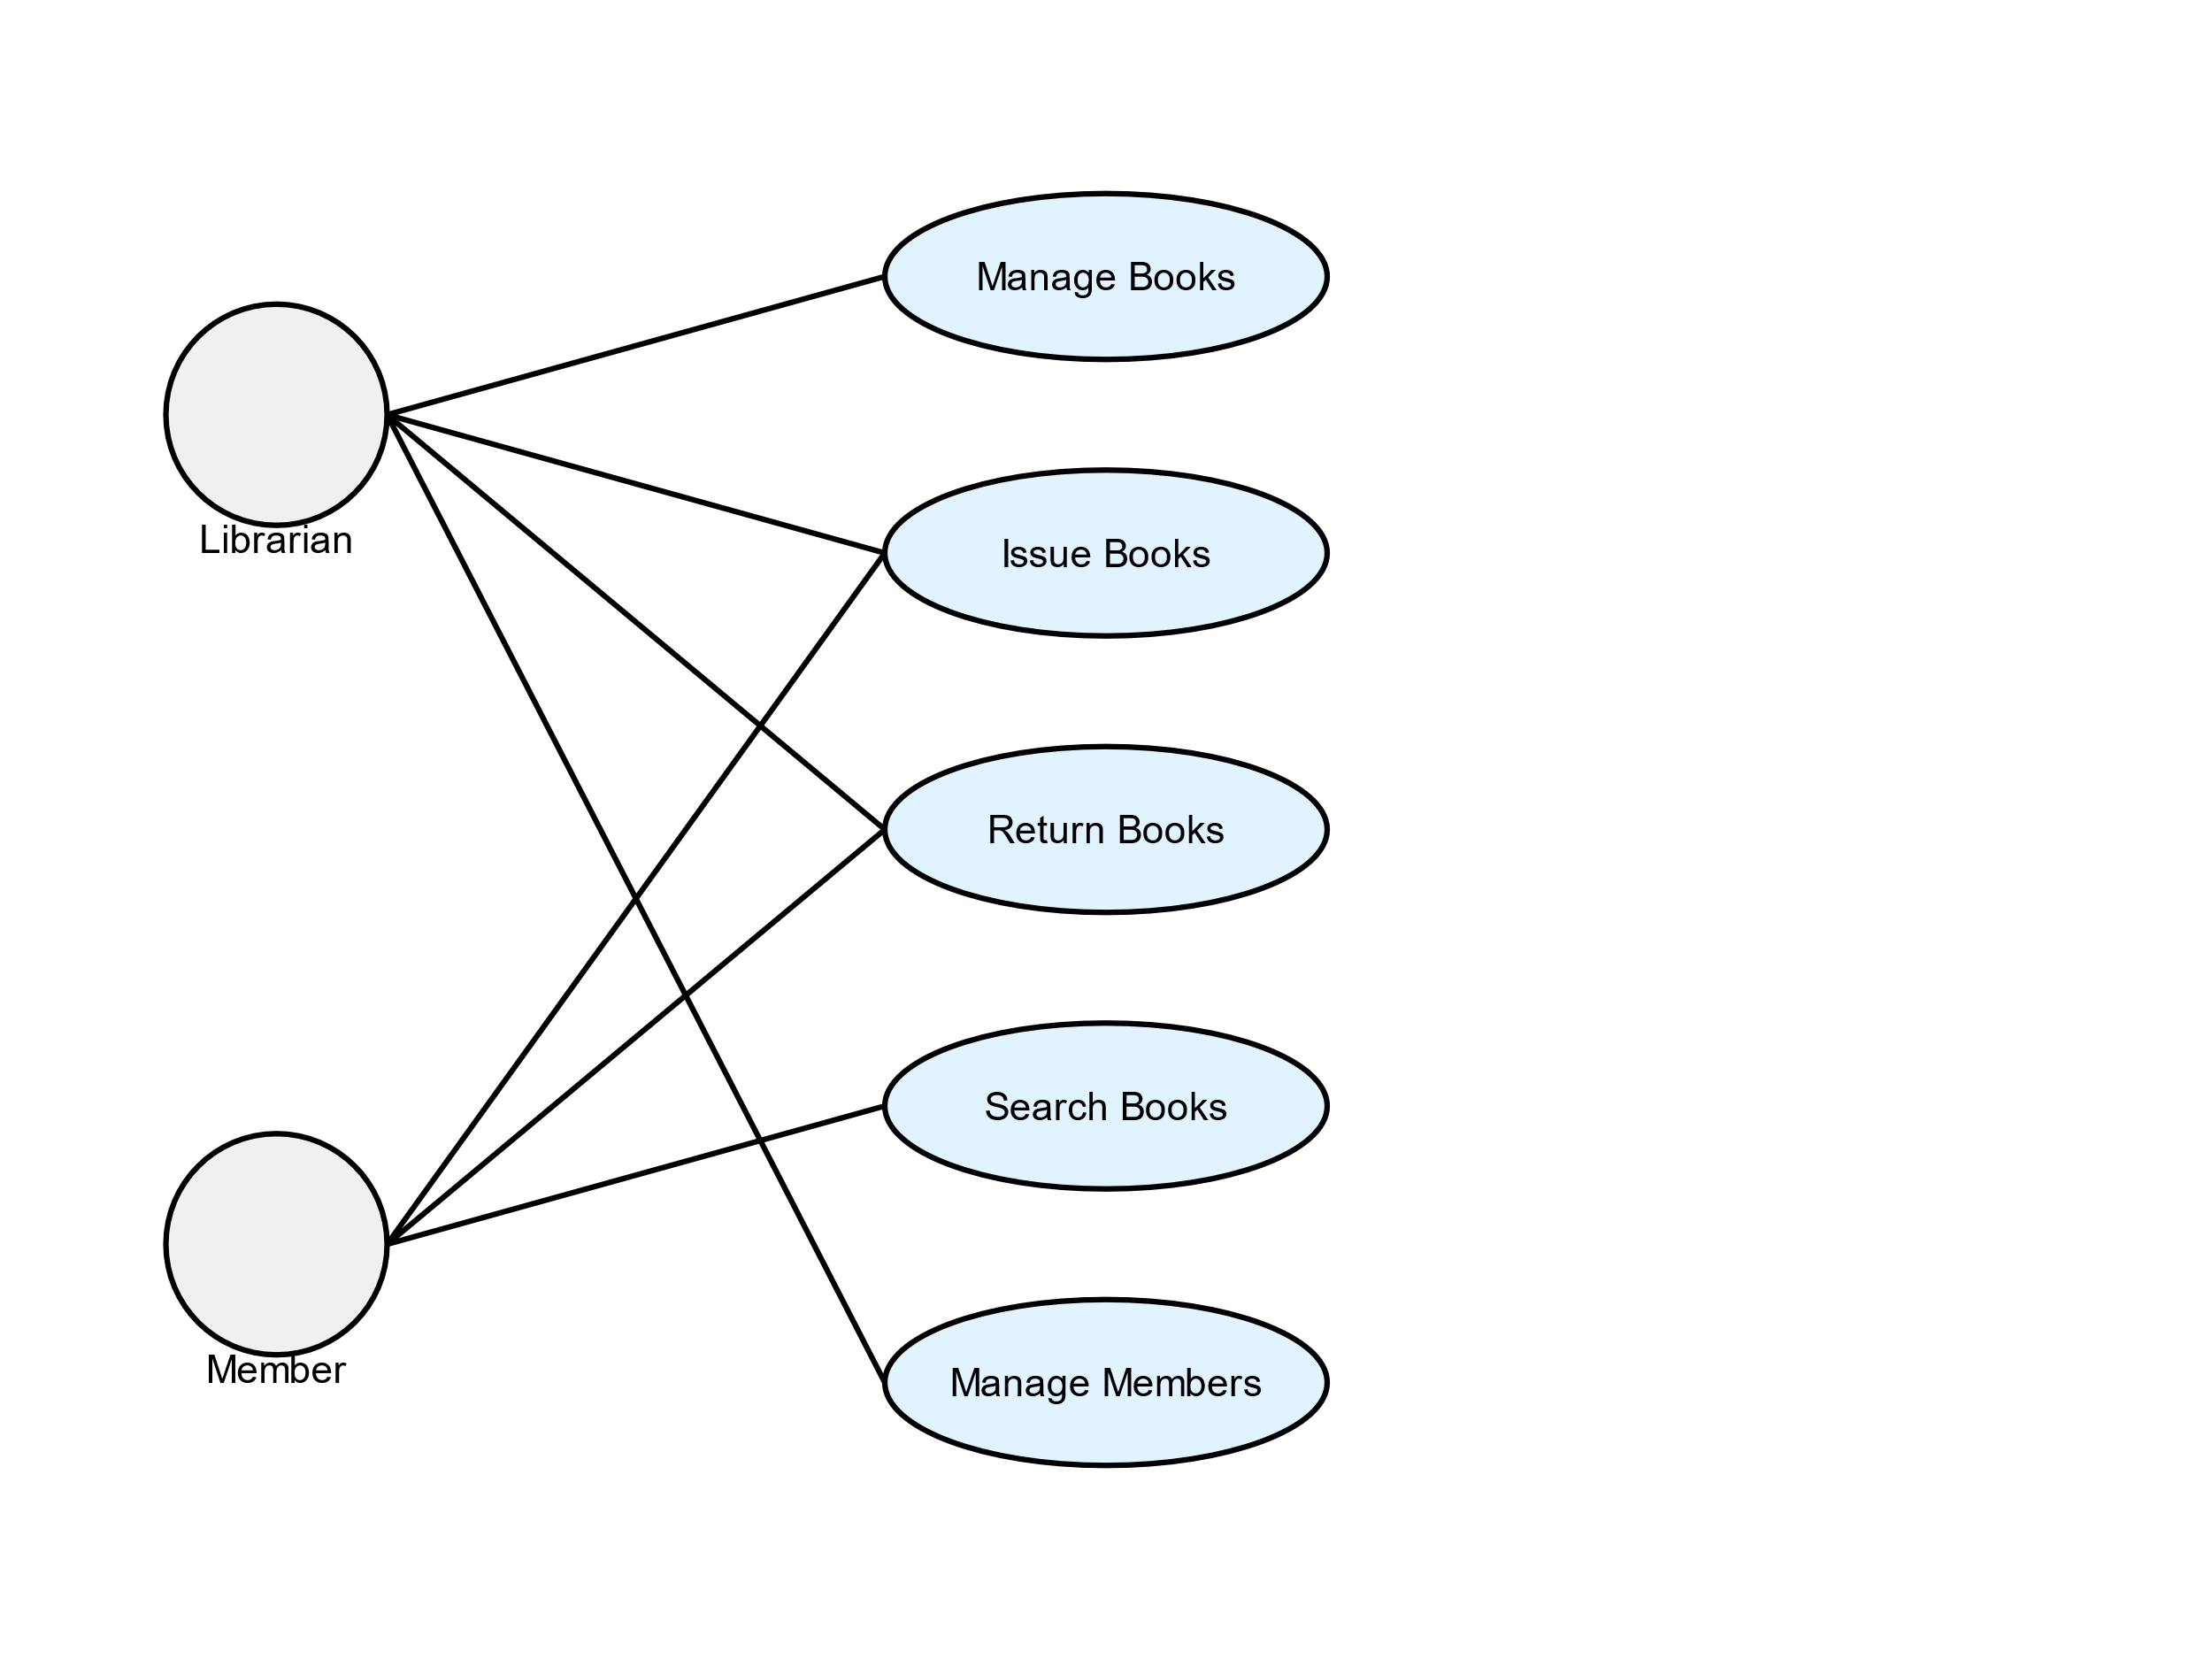 Manage Books
Librarian
Issue Books
Return Books
Search Books
Member
Manage Members